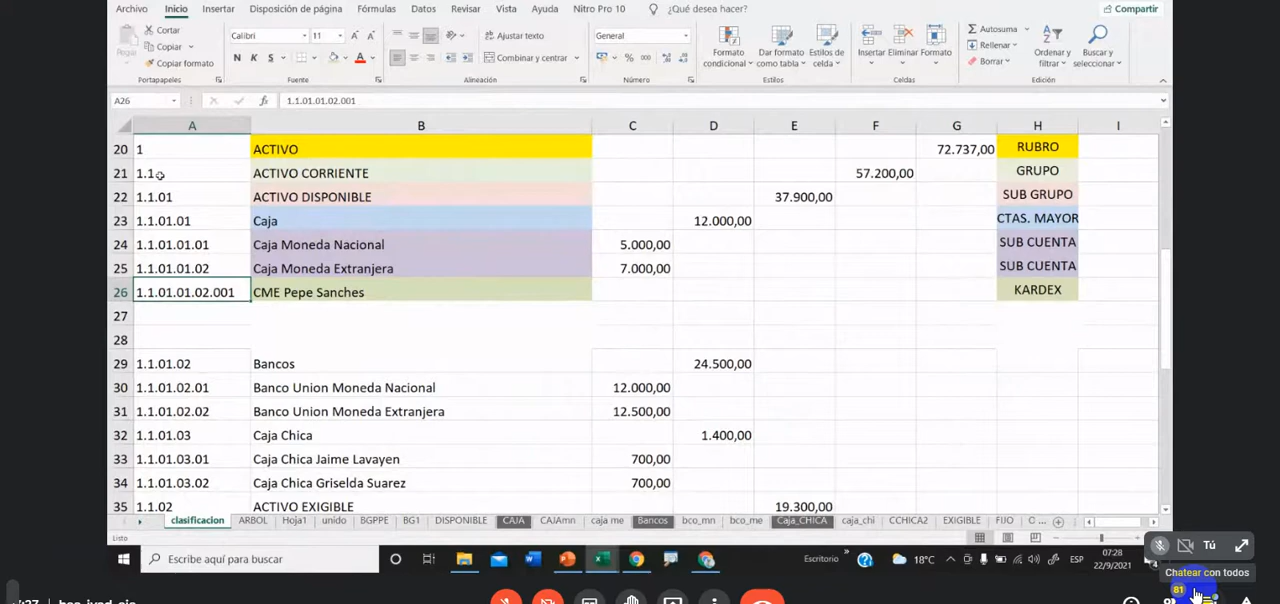 Archivo Inicio Insertar Disposición de página Fórmulas Datos Revisar Vista Ayuda Nitro Pro 10 ¿Qué desea hacer? Compartir
Cortar
Copiar
Copiar formato
Pegar
Portapapeles
Calibri 11
N K S
Fuente
Ajustar texto
Combinar y centrar
Alineación
General
% 000
Número
Formato condicional
Dar formato como tabla
Estilos de celda
Estilos
Insertar Eliminar Formato
Celdas
Autosuma
Rellenar
Borrar
Ordenar y filtrar
Buscar y seleccionar
Edición
A26 fx 1.1.01.01.02.001
A B C D E F G H I
20 1 ACTIVO 72.737,00 RUBRO
21 1.1 ACTIVO CORRIENTE 57.200,00 GRUPO
22 1.1.01 ACTIVO DISPONIBLE 37.900,00 SUB GRUPO
23 1.1.01.01 Caja 12.000,00 CTAS. MAYOR
24 1.1.01.01.01 Caja Moneda Nacional 5.000,00 SUB CUENTA
25 1.1.01.01.02 Caja Moneda Extranjera 7.000,00 SUB CUENTA
26 1.1.01.01.02.001 CME Pepe Sanches KARDEX
27
28
29 1.1.01.02 Bancos 24.500,00
30 1.1.01.02.01 Banco Union Moneda Nacional 12.000,00
31 1.1.01.02.02 Banco Union Moneda Extranjera 12.500,00
32 1.1.01.03 Caja Chica 1.400,00
33 1.1.01.03.01 Caja Chica Jaime Lavayen 700,00
34 1.1.01.03.02 Caja Chica Griselda Suarez 700,00
35 1.1.02 ACTIVO EXIGIBLE 19.300,00
clasificacion ARBOL Hoja1 unido BGPPE BG1 DISPONIBLE CAJA CAJAmn caja me Bancos bco_mn bco_me Caja_CHICA caja_chi CCHICA2 EXIGIBLE FIJO O ...
Listo
Tú
Escribe aquí para buscar
Escritorio
18°C
ESP
07:28
22/9/2021
Chatear con todos
81